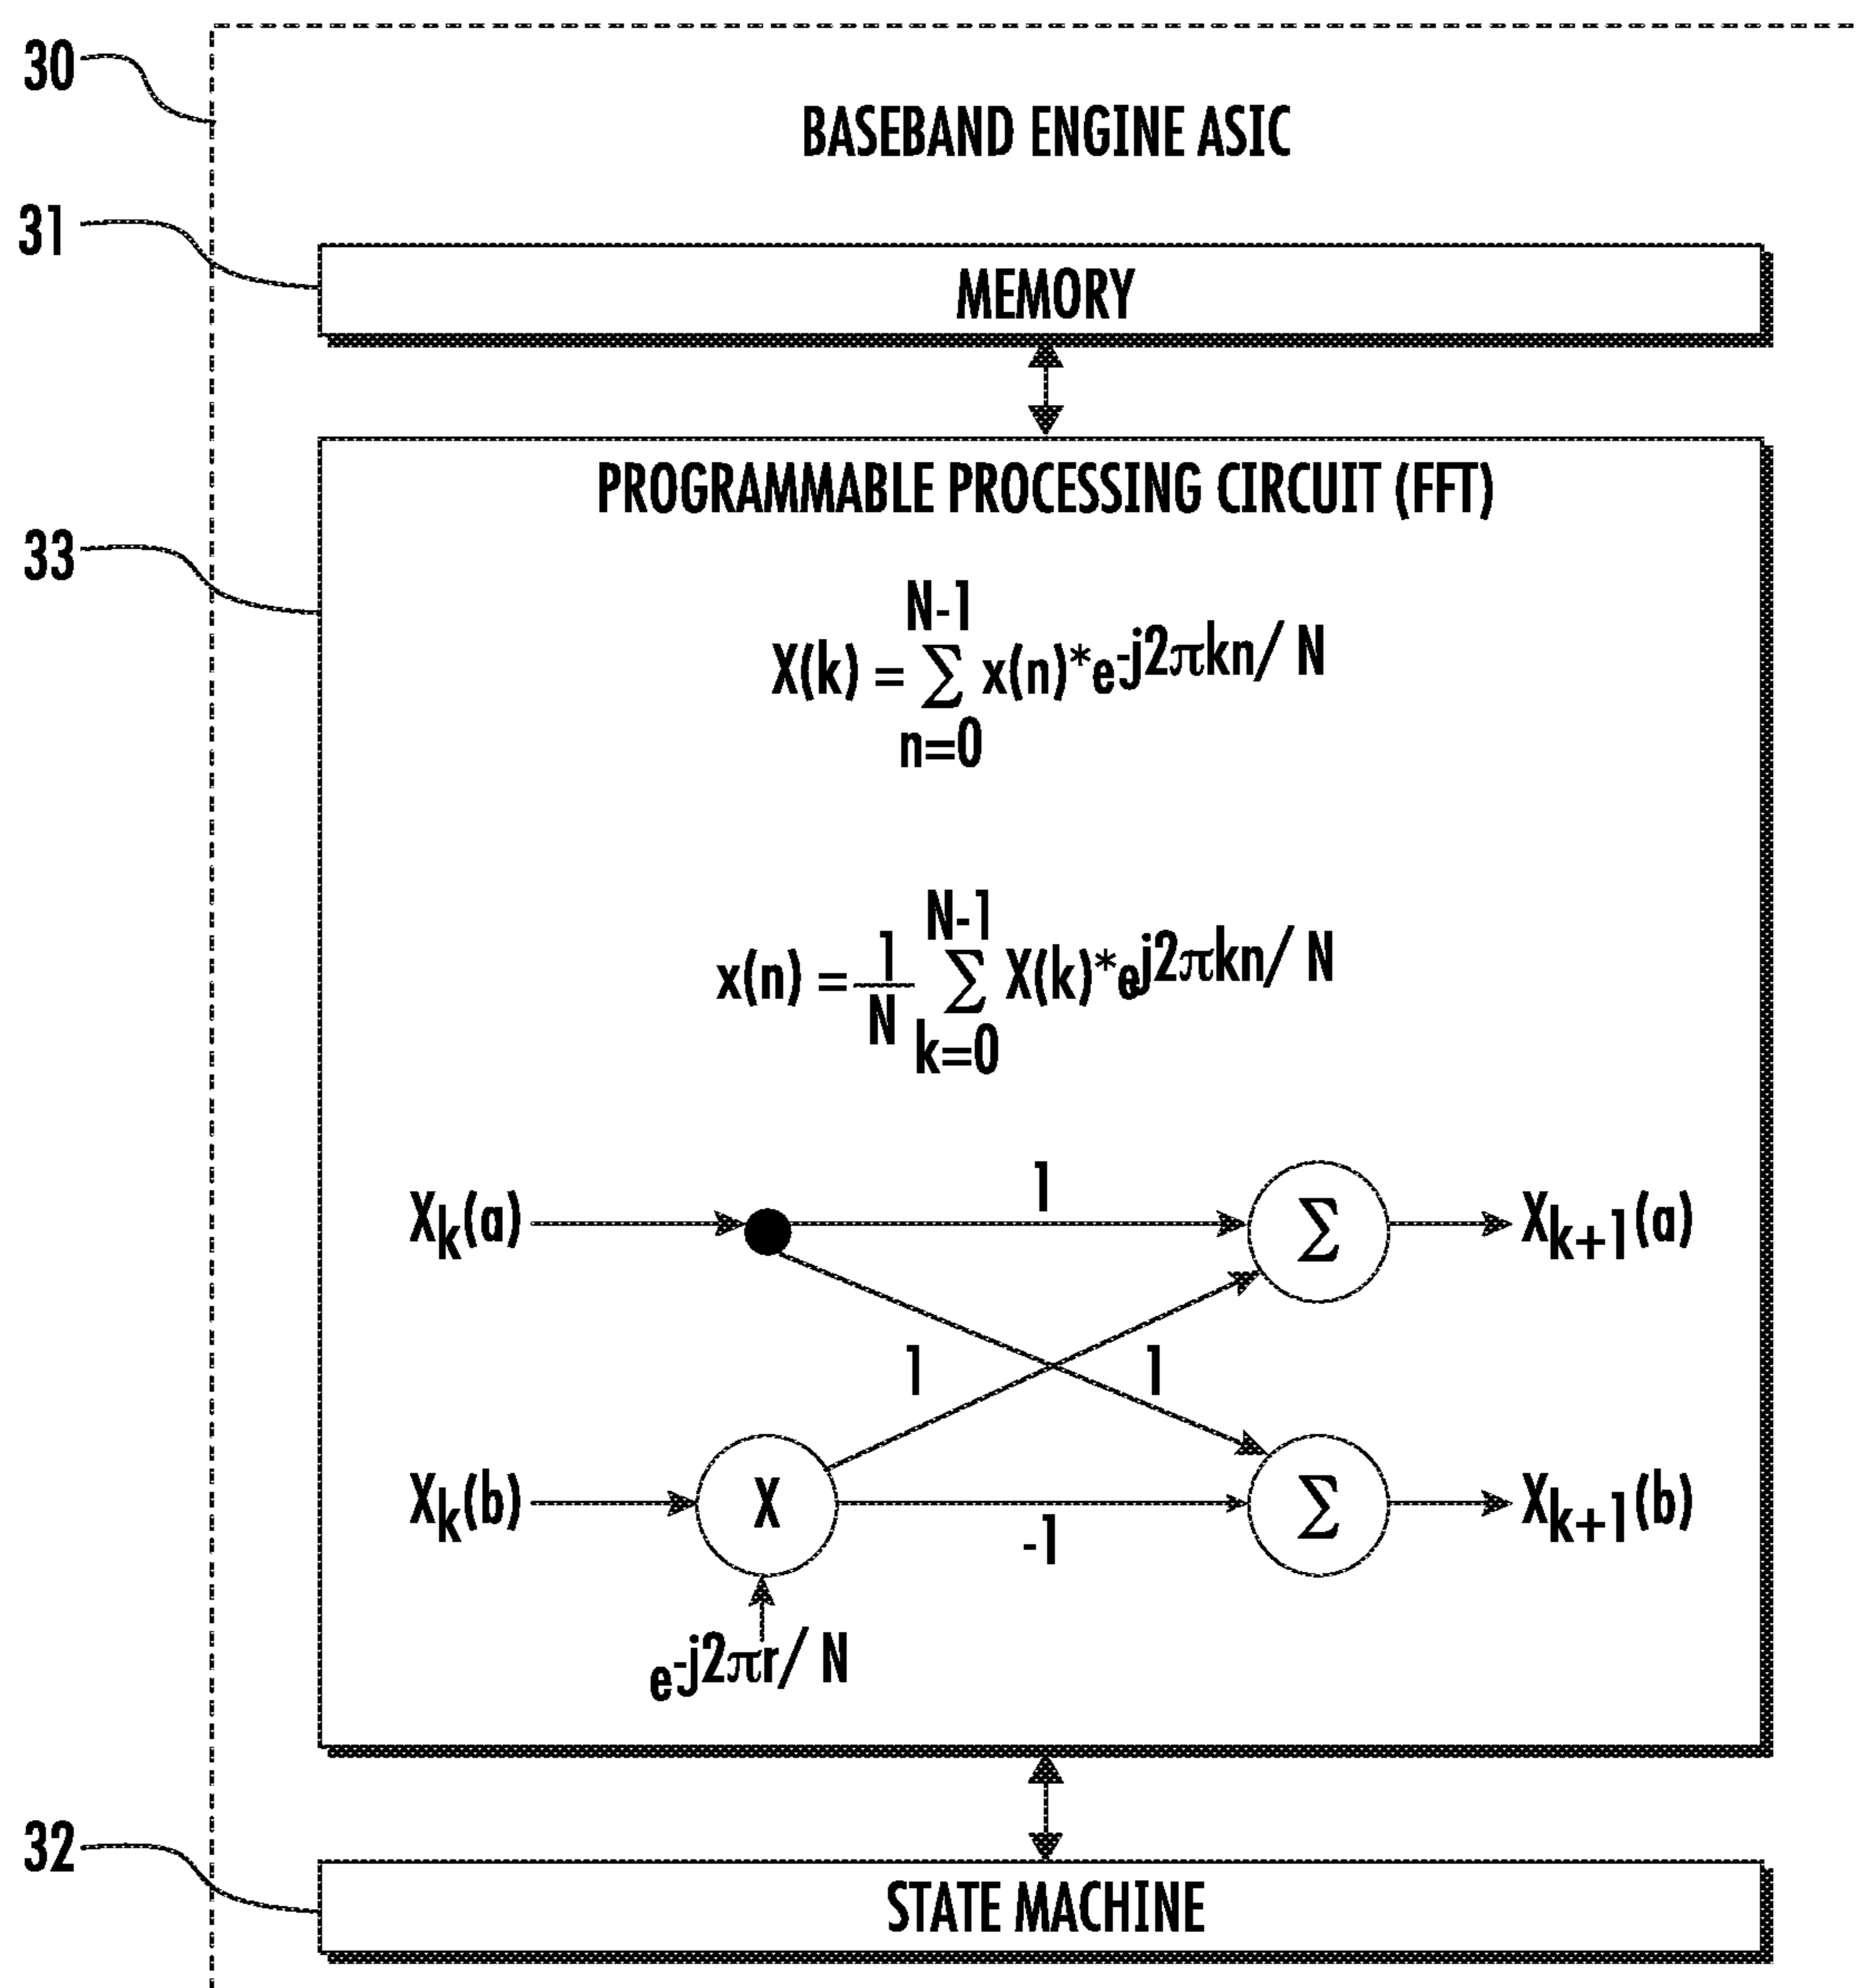 30
BASEBAND ENGINE ASIC
31
MEMORY
PROGRAMMABLE PROCESSING CIRCUIT (FFT)
33
N-1
X(k) = ∑ x(n)*e-j2πkn/ N
n=0
N-1
x(n) = 1/N ∑ X(k)*ej2πkn/ N
k=0
Xk(a) 1 ∑ Xk+1(a)
1 1
Xk(b) X -1 ∑ Xk+1(b)
e-j2πr/ N
32
STATE MACHINE